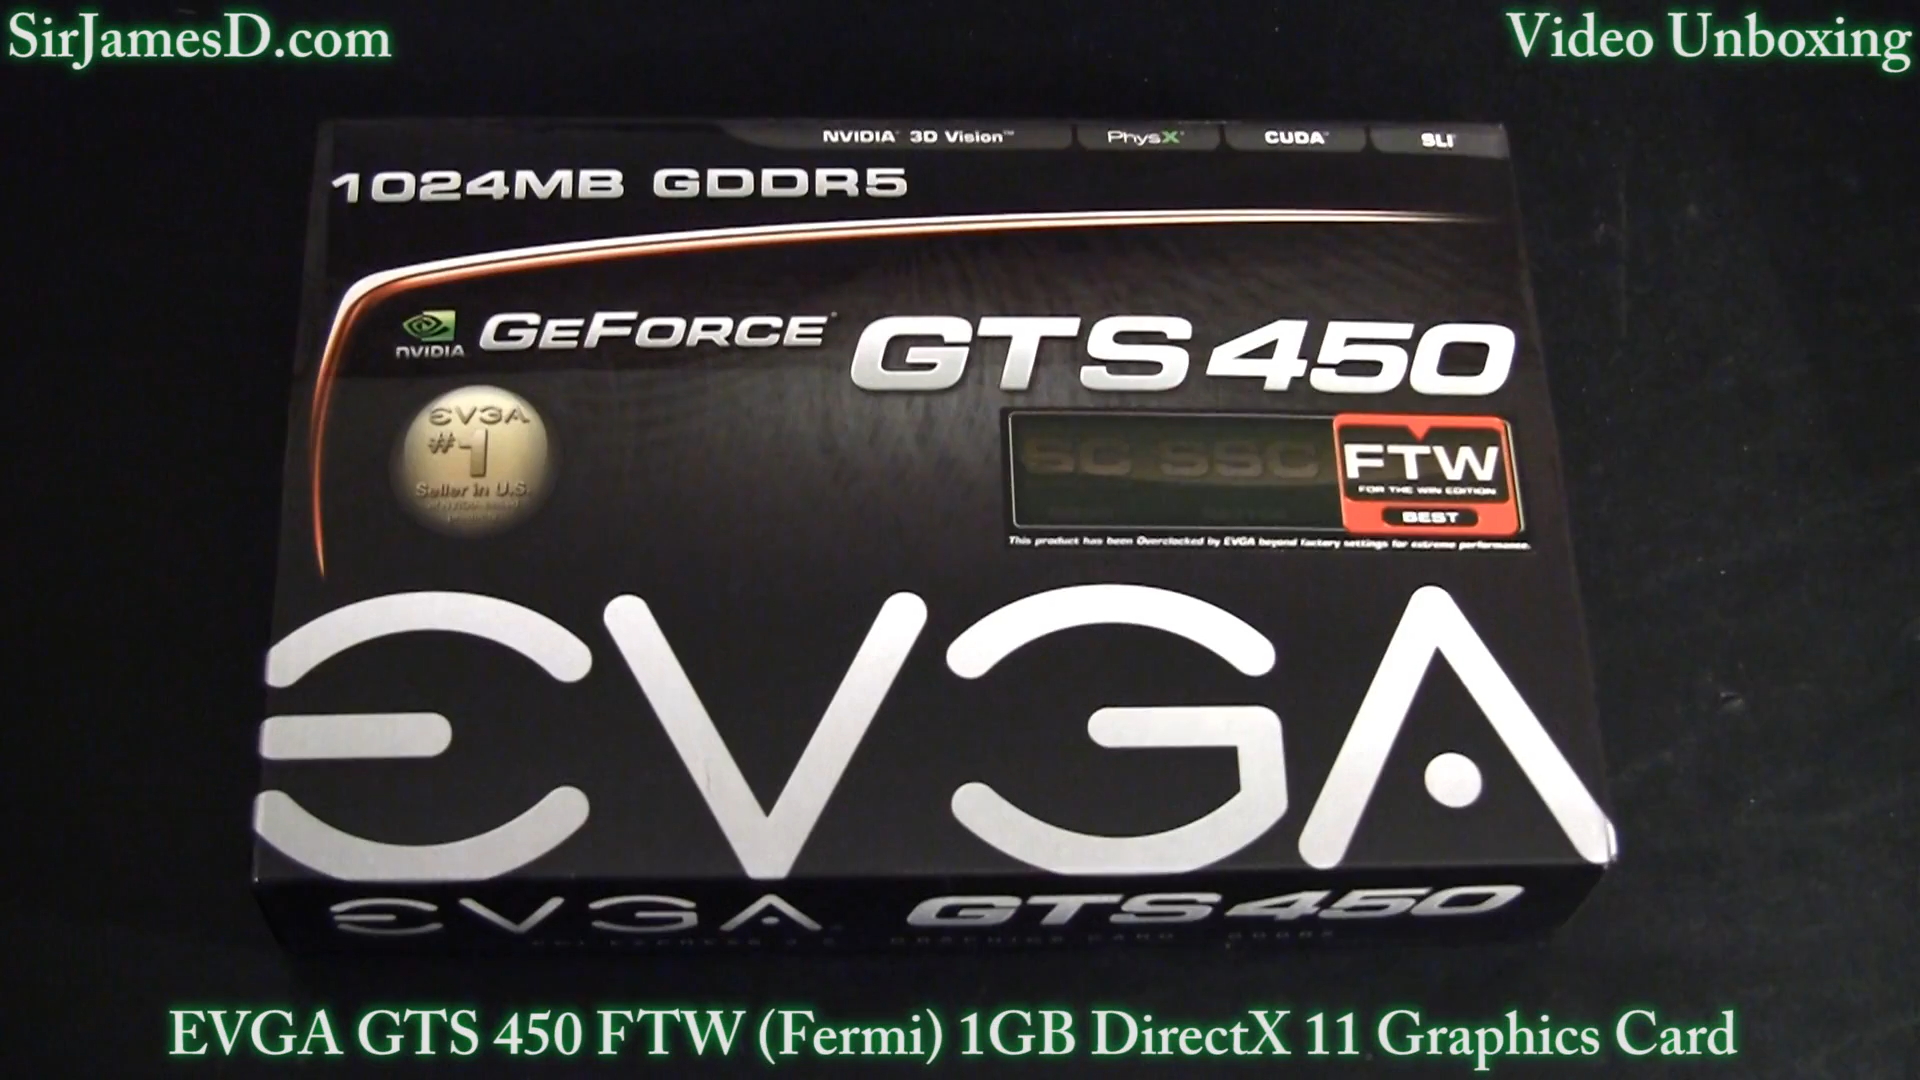 SirJamesD.com
Video Unboxing
NVIDIA® 3D Vision™ PhysX® CUDA™ SLI®
1024MB GDDR5
NVIDIA
GEFORCE® GTS 450
EVGA
#1
Seller in U.S.
SC SSC FTW
FOR THE WIN EDITION
BEST
This product has been Overclocked by EVGA beyond factory settings for extreme performance.
EVGA
EVGA GTS 450
EVGA GTS 450 FTW (Fermi) 1GB DirectX 11 Graphics Card